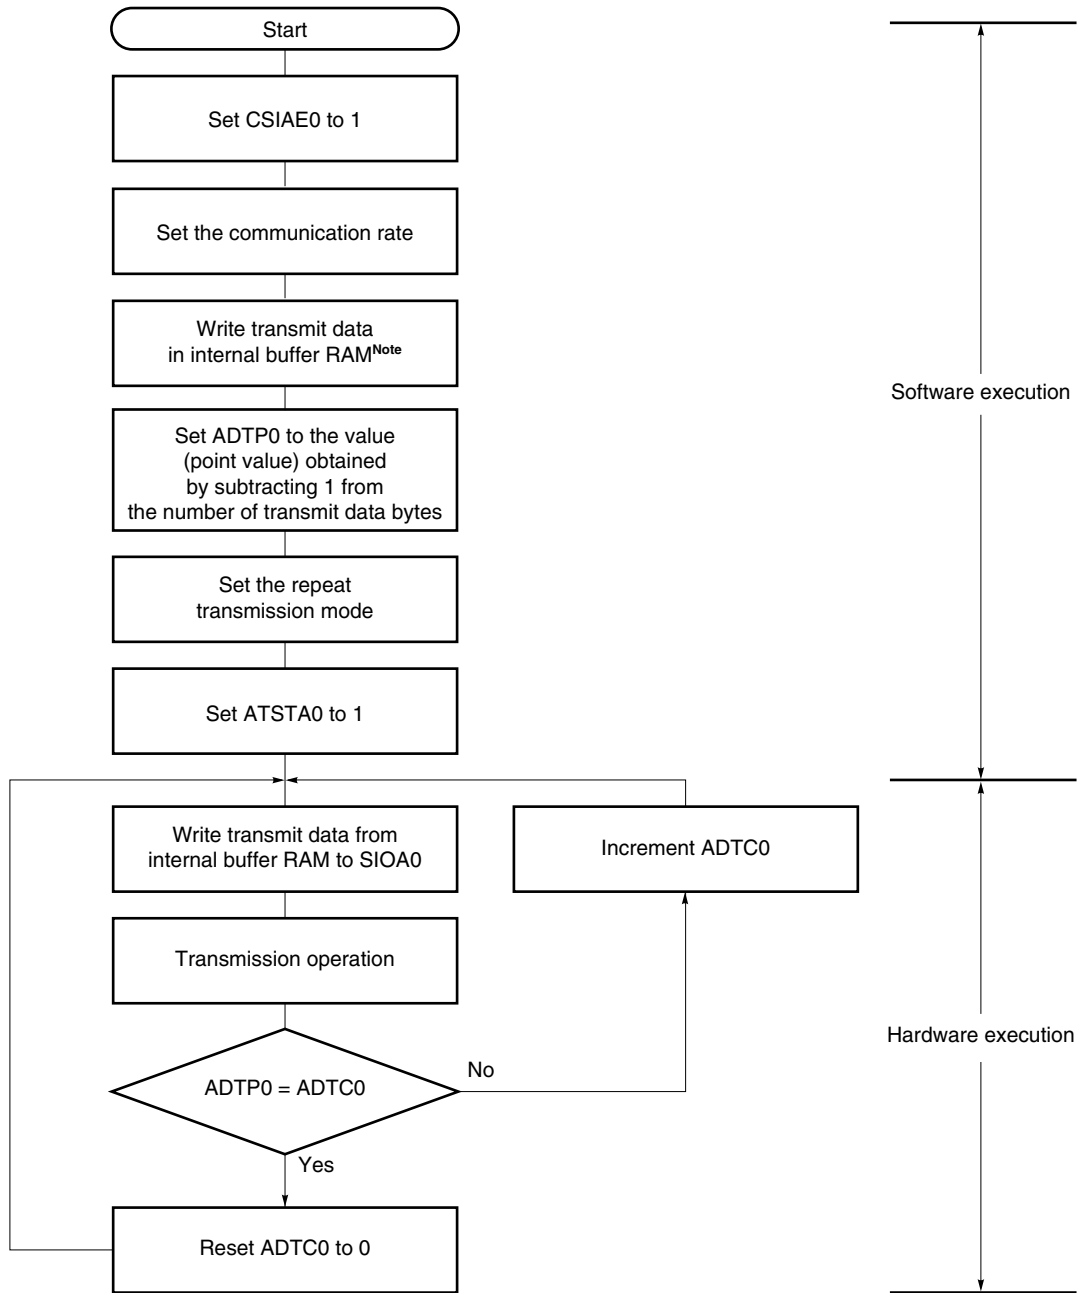 Start
Set CSIAE0 to 1
Set the communication rate
Write transmit data
in internal buffer RAMNote
Set ADTP0 to the value
(point value) obtained
by subtracting 1 from
the number of transmit data bytes
Set the repeat
transmission mode
Set ATSTA0 to 1
Software execution
Write transmit data from
internal buffer RAM to SIOA0
Increment ADTC0
Transmission operation
ADTP0 = ADTC0
No
Yes
Reset ADTC0 to 0
Hardware execution